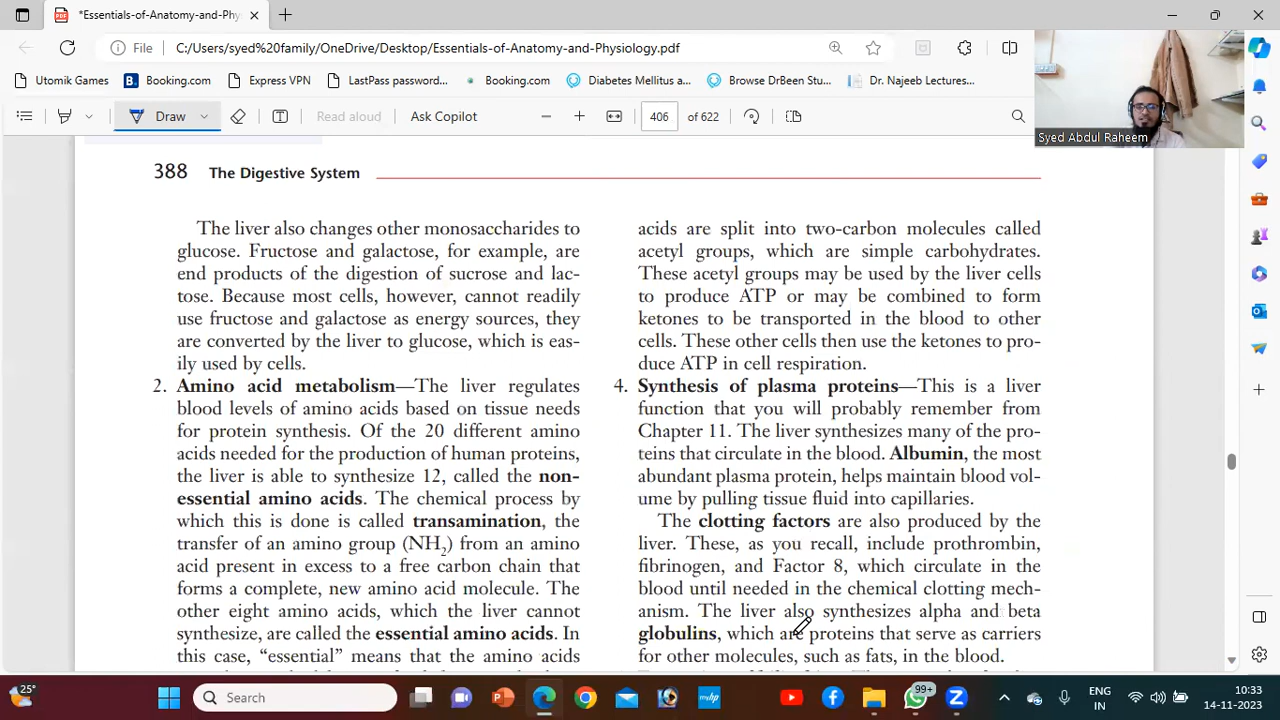 *Essentials-of-Anatomy-and-Phy
File
C:/Users/syed%20family/OneDrive/Desktop/Essentials-of-Anatomy-and-Physiology.pdf
Utomik Games
Booking.com
Express VPN
LastPass password...
Booking.com
Diabetes Mellitus a...
Browse DrEeen Stu...
Dr. Najeeb Lectures...
Syed Abdul Raheem
Draw
Read aloud
Ask Copilot
406 of 622
388 The Digestive System
The liver also changes other monosaccharides to
glucose. Fructose and galactose, for example, are
end products of the digestion of sucrose and lac-
tose. Because most cells, however, cannot readily
use fructose and galactose as energy sources, they
are converted by the liver to glucose, which is eas-
ily used by cells.
2. Amino acid metabolism—The liver regulates
blood levels of amino acids based on tissue needs
for protein synthesis. Of the 20 different amino
acids needed for the production of human proteins,
the liver is able to synthesize 12, called the non-
essential amino acids. The chemical process by
which this is done is called transamination, the
transfer of an amino group (NH2) from an amino
acid present in excess to a free carbon chain that
forms a complete, new amino acid molecule. The
other eight amino acids, which the liver cannot
synthesize, are called the essential amino acids. In
this case, “essential” means that the amino acids
acids are split into two-carbon molecules called
acetyl groups, which are simple carbohydrates.
These acetyl groups may be used by the liver cells
to produce ATP or may be combined to form
ketones to be transported in the blood to other
cells. These other cells then use the ketones to pro-
duce ATP in cell respiration.
4. Synthesis of plasma proteins—This is a liver
function that you will probably remember from
Chapter 11. The liver synthesizes many of the pro-
teins that circulate in the blood. Albumin, the most
abundant plasma protein, helps maintain blood vol-
ume by pulling tissue fluid into capillaries.
The clotting factors are also produced by the
liver. These, as you recall, include prothrombin,
fibrinogen, and Factor 8, which circulate in the
blood until needed in the chemical clotting mech-
anism. The liver also synthesizes alpha and beta
globulins, which are proteins that serve as carriers
for other molecules, such as fats, in the blood.
25°
Search
99+
ENG
IN
10:33
14-11-2023